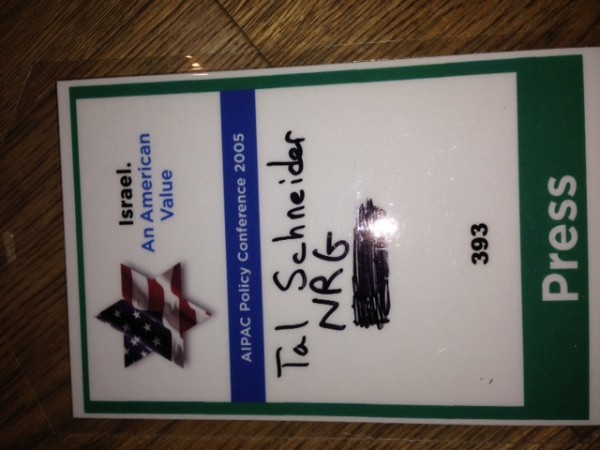 Israel.
An American
Value
AIPAC Policy Conference 2005
Tal Schneider
NRG
393
Press